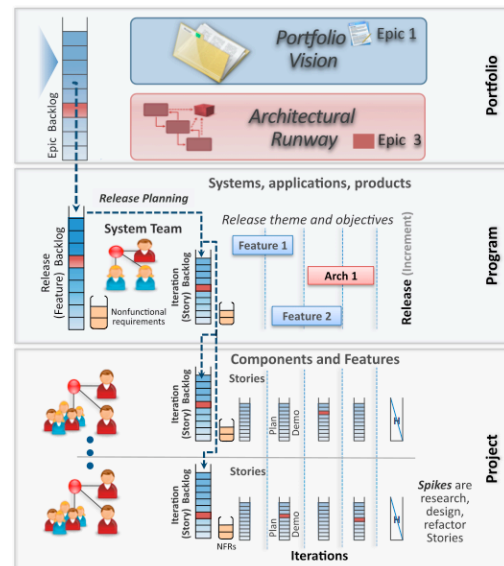 Portfolio
Vision
Epic 1
Architectural
Runway
Epic 3
Epic Backlog
Portfolio
Systems, applications, products
Release Planning
Release theme and objectives
System Team
Release
(Feature) Backlog
Nonfunctional
requirements
Iteration
(Story) Backlog
Feature 1
Arch 1
Feature 2
Release (Increment)
Program
Components and Features
Iteration
(Story) Backlog
Stories
Plan
Demo
H
Iteration
(Story) Backlog
NFRs
Stories
Plan
Demo
H
Iterations
Spikes are
research,
design,
refactor
Stories
Project